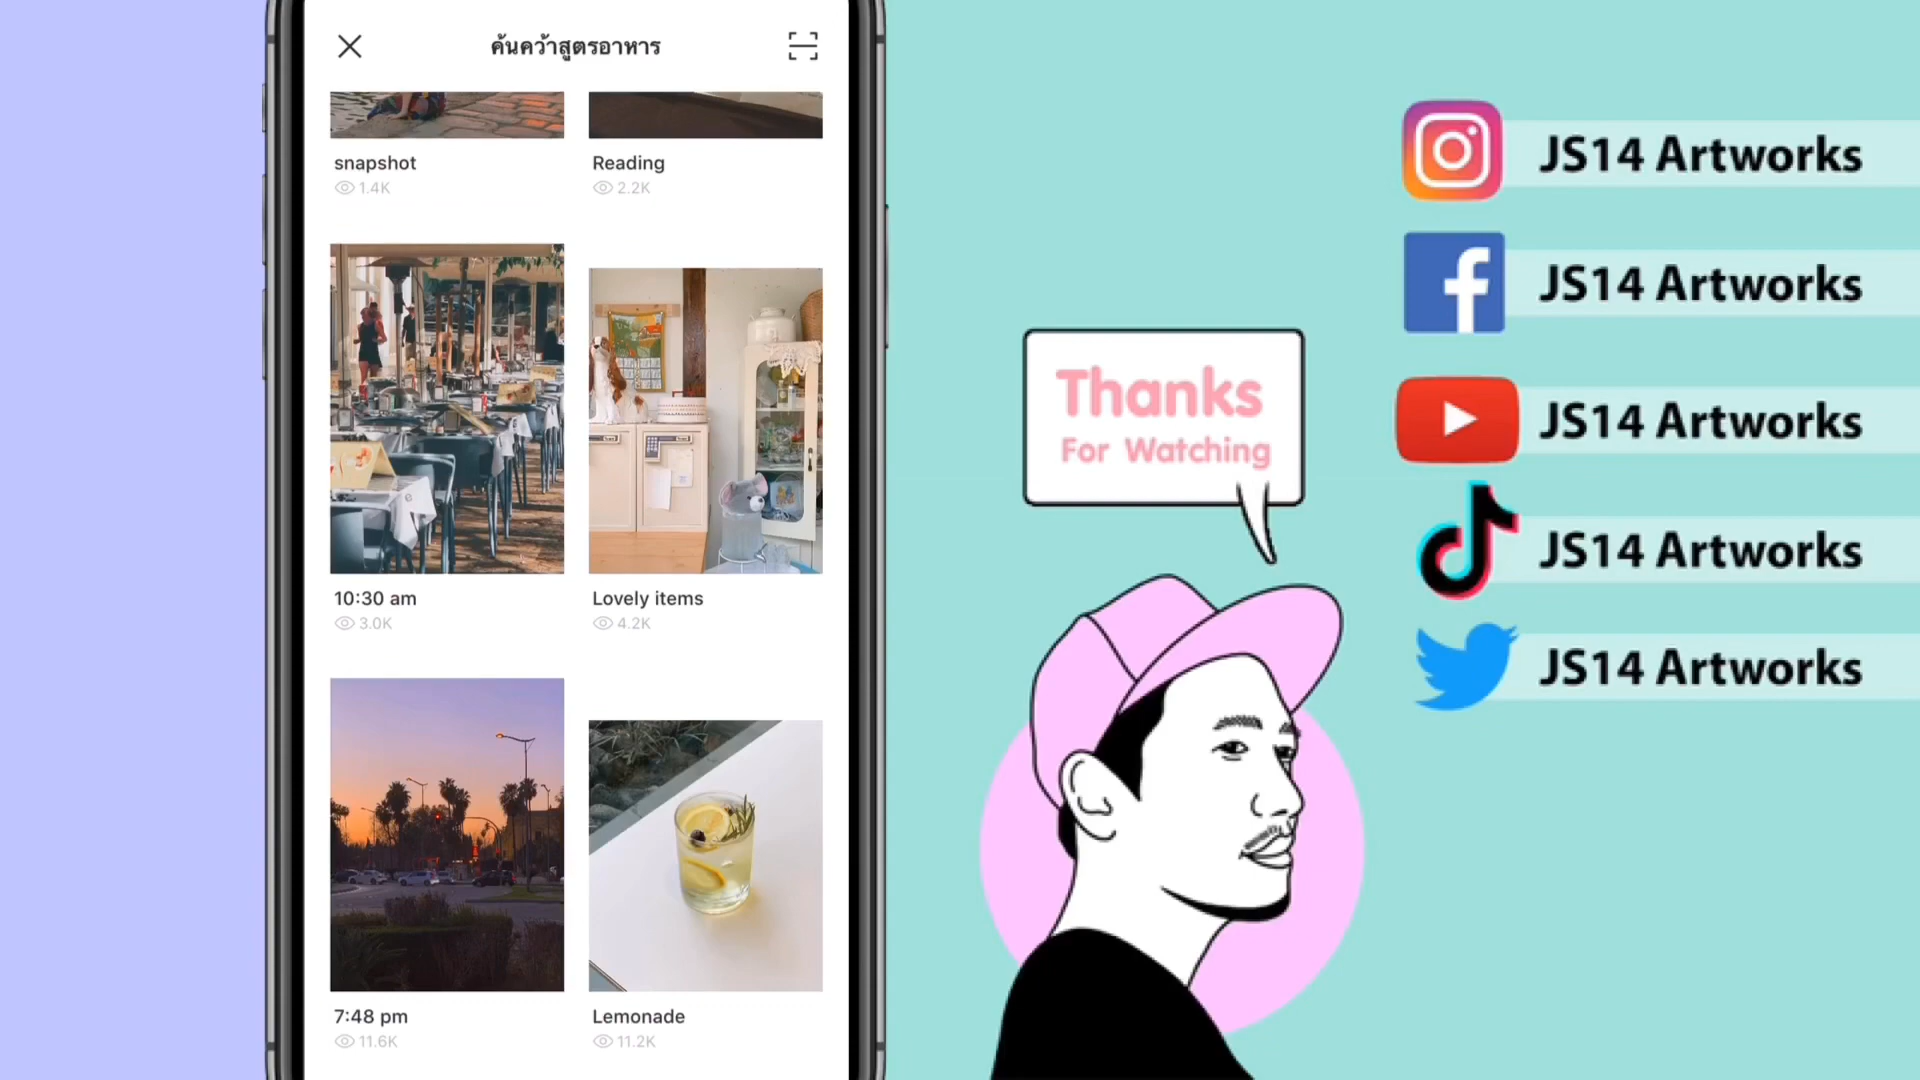 ค้นคว้าสูตรอาหาร
snapshot
1.4K
Reading
2.2K
10:30 am
3.0K
Lovely items
4.2K
7:48 pm
11.6K
Lemonade
11.2K
Thanks
For Watching
JS14 Artworks
JS14 Artworks
JS14 Artworks
JS14 Artworks
JS14 Artworks